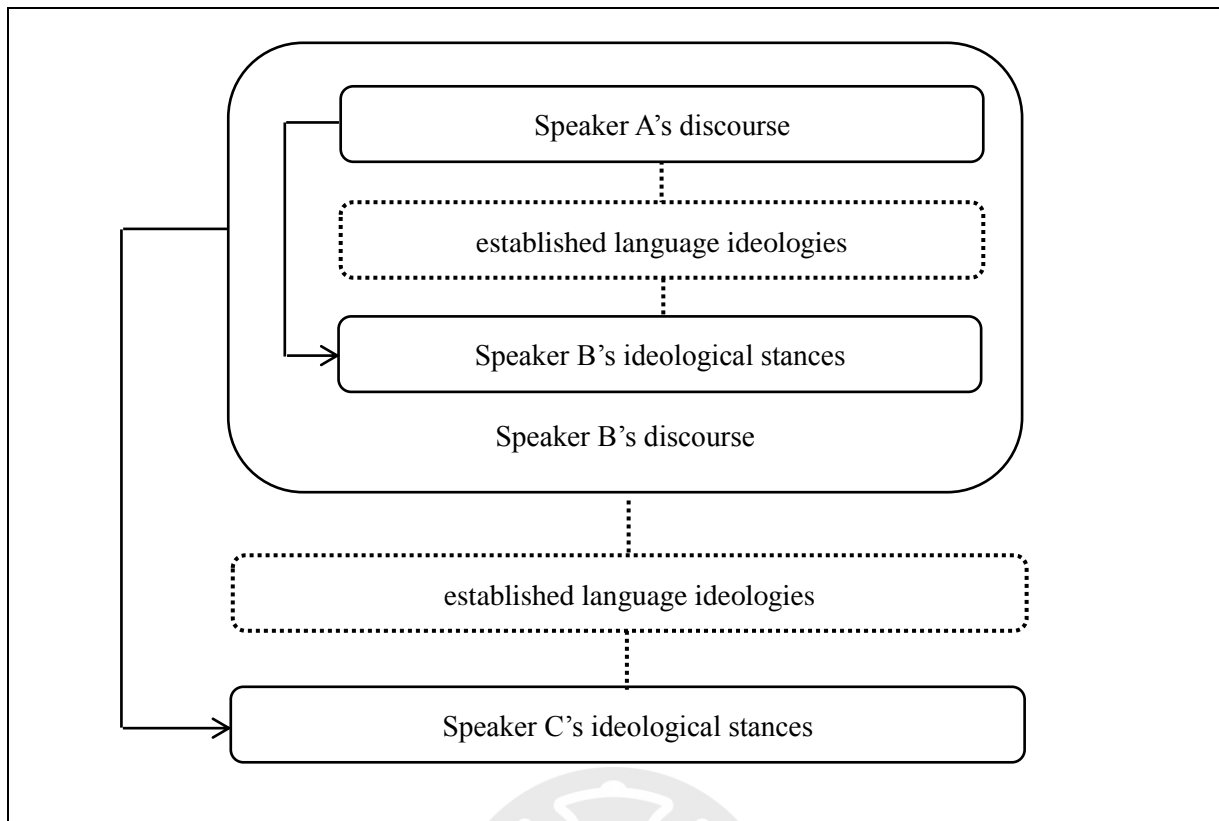 Speaker A’s discourse
established language ideologies
Speaker B’s ideological stances
Speaker B’s discourse
established language ideologies
Speaker C’s ideological stances